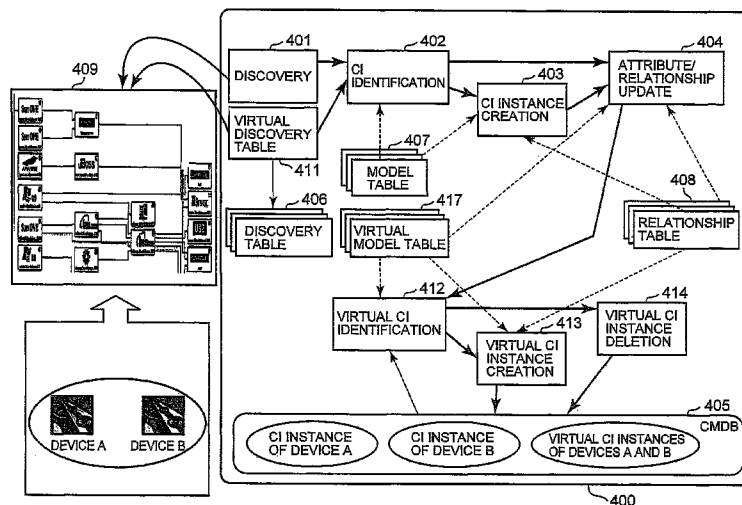 409
401
DISCOVERY
VIRTUAL
DISCOVERY
TABLE
411
402
CI
IDENTIFICATION
403
CI INSTANCE
CREATION
404
ATTRIBUTE/
RELATIONSHIP
UPDATE
407
MODEL
TABLE
406
DISCOVERY
TABLE
417
VIRTUAL
MODEL TABLE
408
RELATIONSHIP
TABLE
412
VIRTUAL CI
IDENTIFICATION
413
VIRTUAL CI
INSTANCE
CREATION
414
VIRTUAL CI
INSTANCE
DELETION
DEVICE A
DEVICE B
405
CMDB
CI INSTANCE
OF DEVICE A
CI INSTANCE
OF DEVICE B
VIRTUAL CI INSTANCES
OF DEVICES A AND B
400